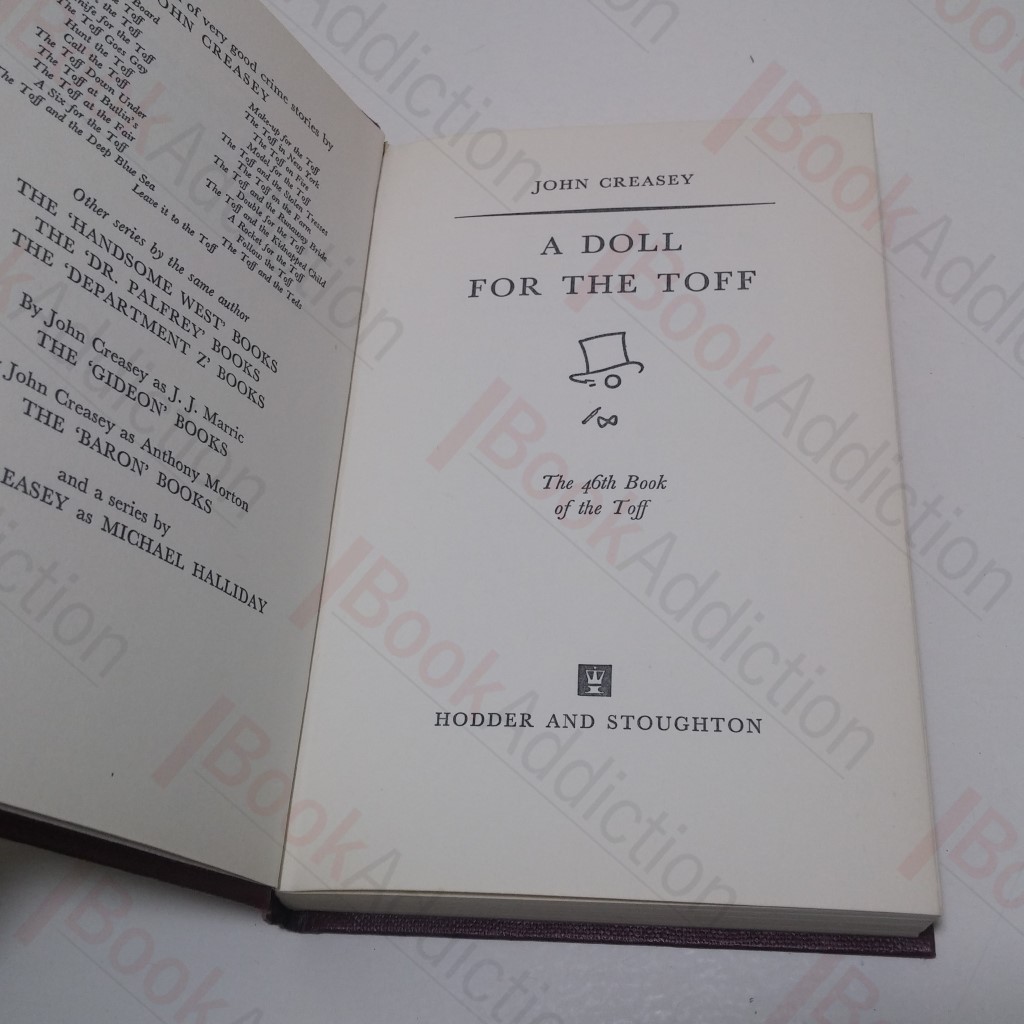 of very good crime stories by
JOHN CREASEY
Board
the Toff
Knife for the Toff
The Toff Goes Gay
Hunt the Toff
Call the Toff
The Toff Down Under
The Toff at Butlin's
The Toff at the Fair
A Six for the Toff
The Toff and the Deep Blue Sea
Make-up for the Toff
The Toff in New York
The Toff on Fire
Model for the Toff
The Toff and the Stolen Tresses
The Toff on the Farm
The Toff and the Runaway Bride
Double for the Toff
The Toff and the Kidnapped Child
A Rocket for the Toff
Follow the Toff
The Toff and the Teds
Leave it to the Toff
Other series by the same author
THE 'HANDSOME WEST' BOOKS
THE 'DR. PALFREY' BOOKS
THE 'DEPARTMENT Z' BOOKS
By John Creasey as J. J. Marric
THE 'GIDEON' BOOKS
John Creasey as Anthony Morton
THE 'BARON' BOOKS
and a series by
EASEY as MICHAEL HALLIDAY
JOHN CREASEY
A DOLL
FOR THE TOFF
The 46th Book
of the Toff
HODDER AND STOUGHTON
BookAddiction